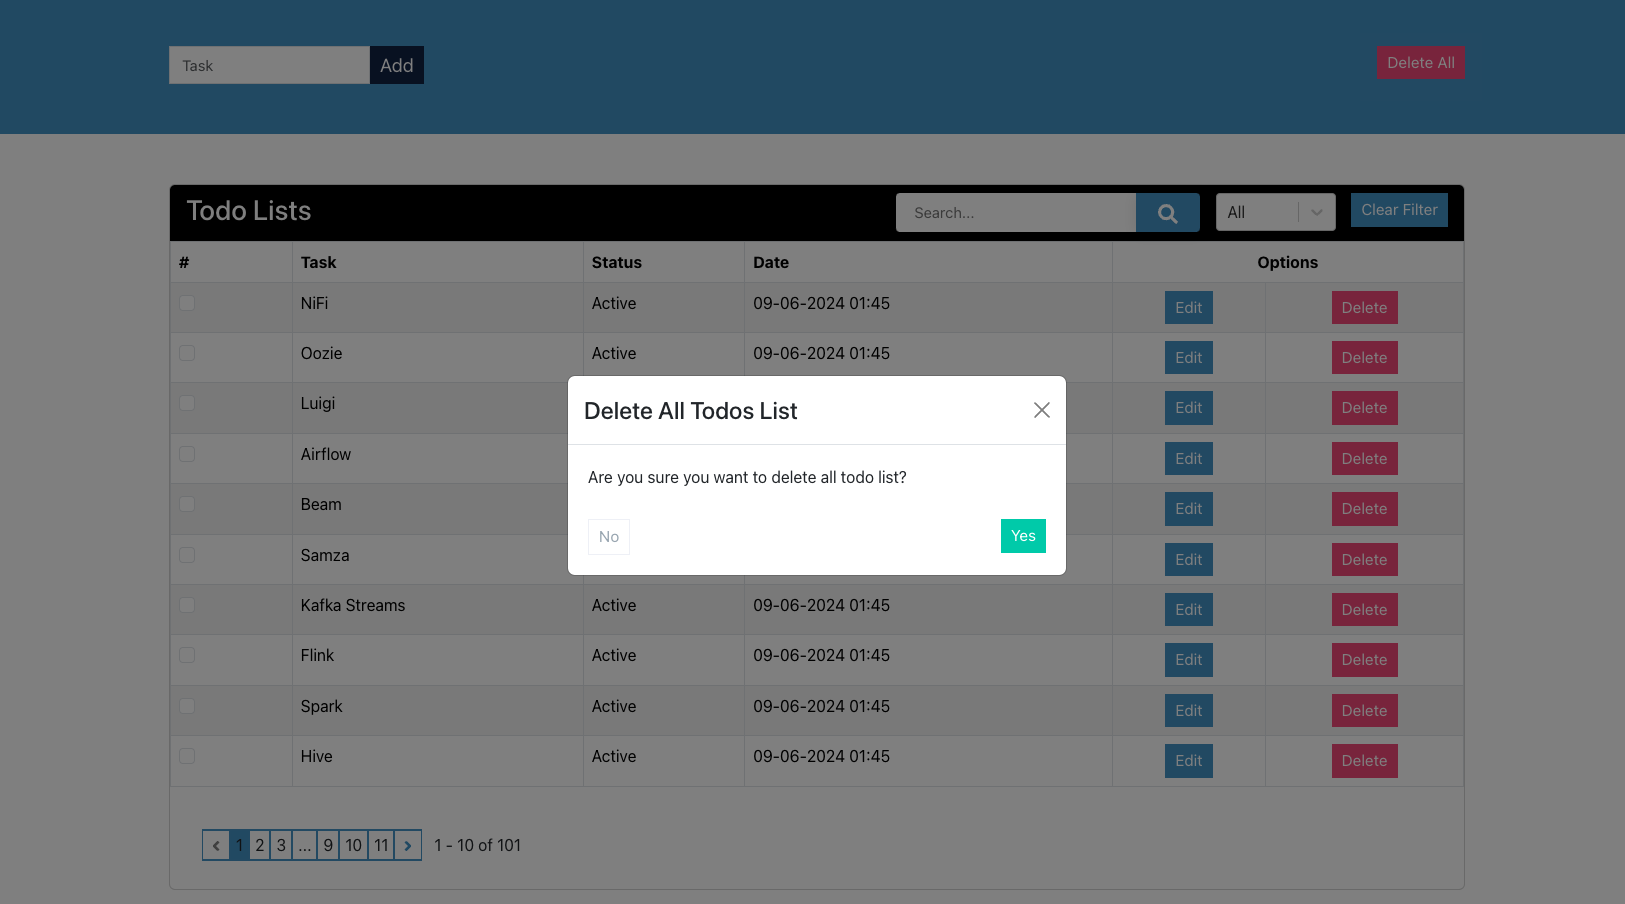 Task Add Delete All
Todo Lists Search... All Clear Filter
# Task Status Date Options
NiFi Active 09-06-2024 01:45 Edit Delete
Oozie Active 09-06-2024 01:45 Edit Delete
Luigi Edit Delete
Airflow Edit Delete
Beam Edit Delete
Samza Edit Delete
Kafka Streams Active 09-06-2024 01:45 Edit Delete
Flink Active 09-06-2024 01:45 Edit Delete
Spark Active 09-06-2024 01:45 Edit Delete
Hive Active 09-06-2024 01:45 Edit Delete
Delete All Todos List
Are you sure you want to delete all todo list?
No Yes
1 2 3 ... 9 10 11 1 - 10 of 101